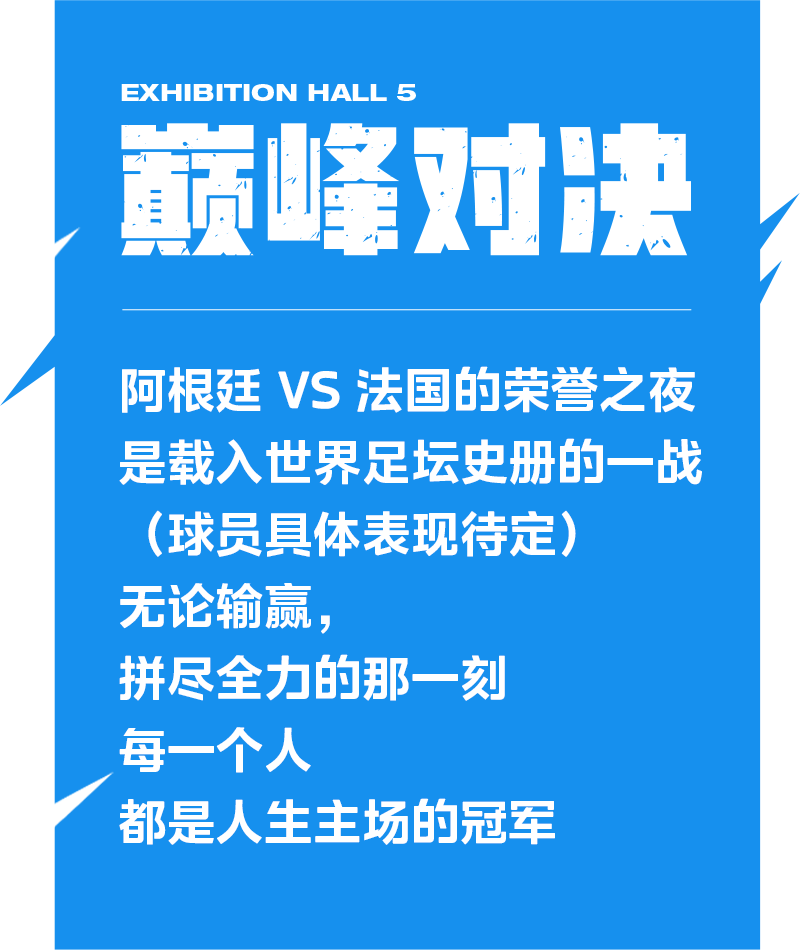 EXHIBITION HALL 5
巅峰对决
阿根廷 VS 法国的荣誉之夜
是载入世界足坛史册的一战
（球员具体表现待定）
无论输赢，
拼尽全力的那一刻
每一个人
都是人生主场的冠军